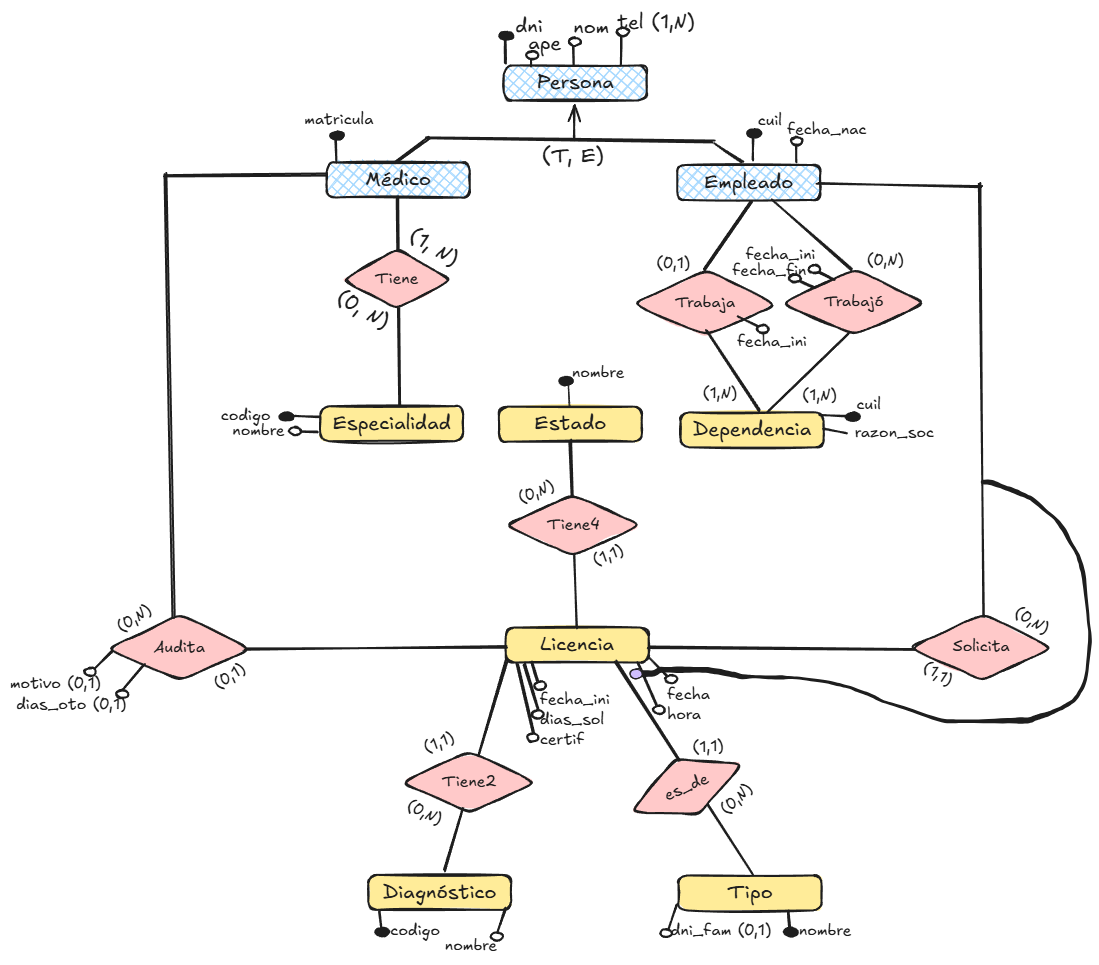 dni
ape
nom
tel (1,N)
Persona
(T, E)
matricula
Médico
cuil
fecha_nac
Empleado
(1, N)
Tiene
(0, N)
(0,1)
Trabaja
fecha_ini
fecha_ini
fecha_fin
(0,N)
Trabajó
(1,N)
(1,N)
codigo
nombre
Especialidad
nombre
Estado
Dependencia
cuil
razon_soc
(0,N)
Tiene4
(1,1)
(0,N)
Audita
(0,1)
motivo (0,1)
dias_oto (0,1)
Licencia
(0,N)
Solicita
(1,1)
fecha_ini
dias_sol
certif
fecha
hora
(1,1)
Tiene2
(0,N)
(1,1)
es_de
(0,N)
Diagnóstico
codigo
nombre
Tipo
dni_fam (0,1)
nombre